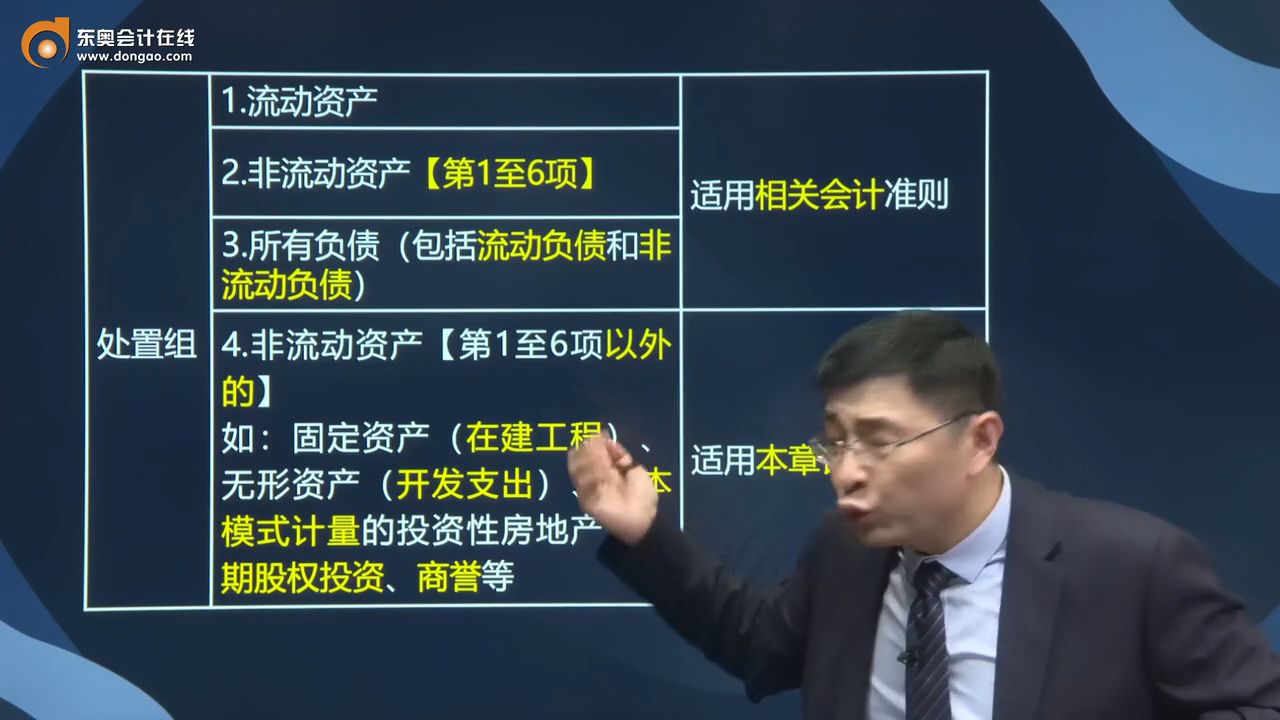 东奥会计在线
www.dongao.com
处置组
1.流动资产
2.非流动资产【第1至6项】
3.所有负债（包括流动负债和非
流动负债）
适用相关会计准则
4.非流动资产【第1至6项以外
的】
如：固定资产（在建工程）、
无形资产（开发支出）、本
模式计量的投资性房地产
期股权投资、商誉等
适用本章